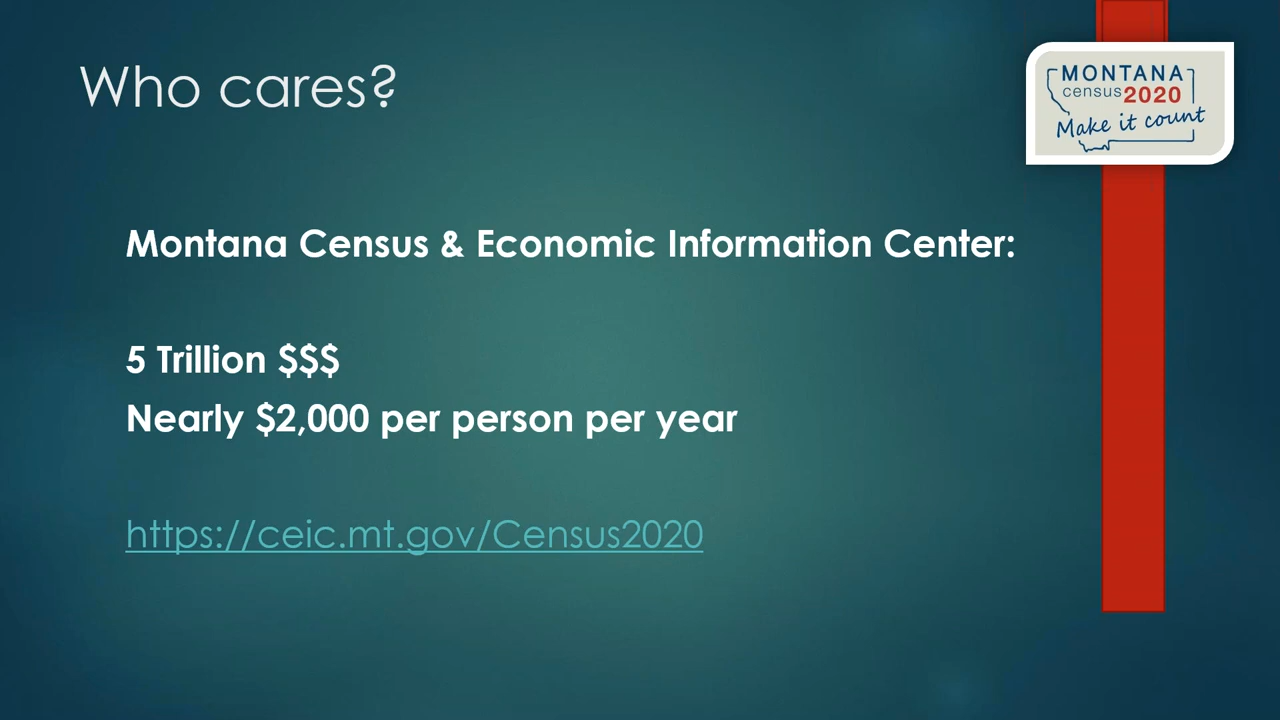 Who cares?
MONTANA
census2020
Make it count
Montana Census & Economic Information Center:
5 Trillion $$$
Nearly $2,000 per person per year
https://ceic.mt.gov/Census2020